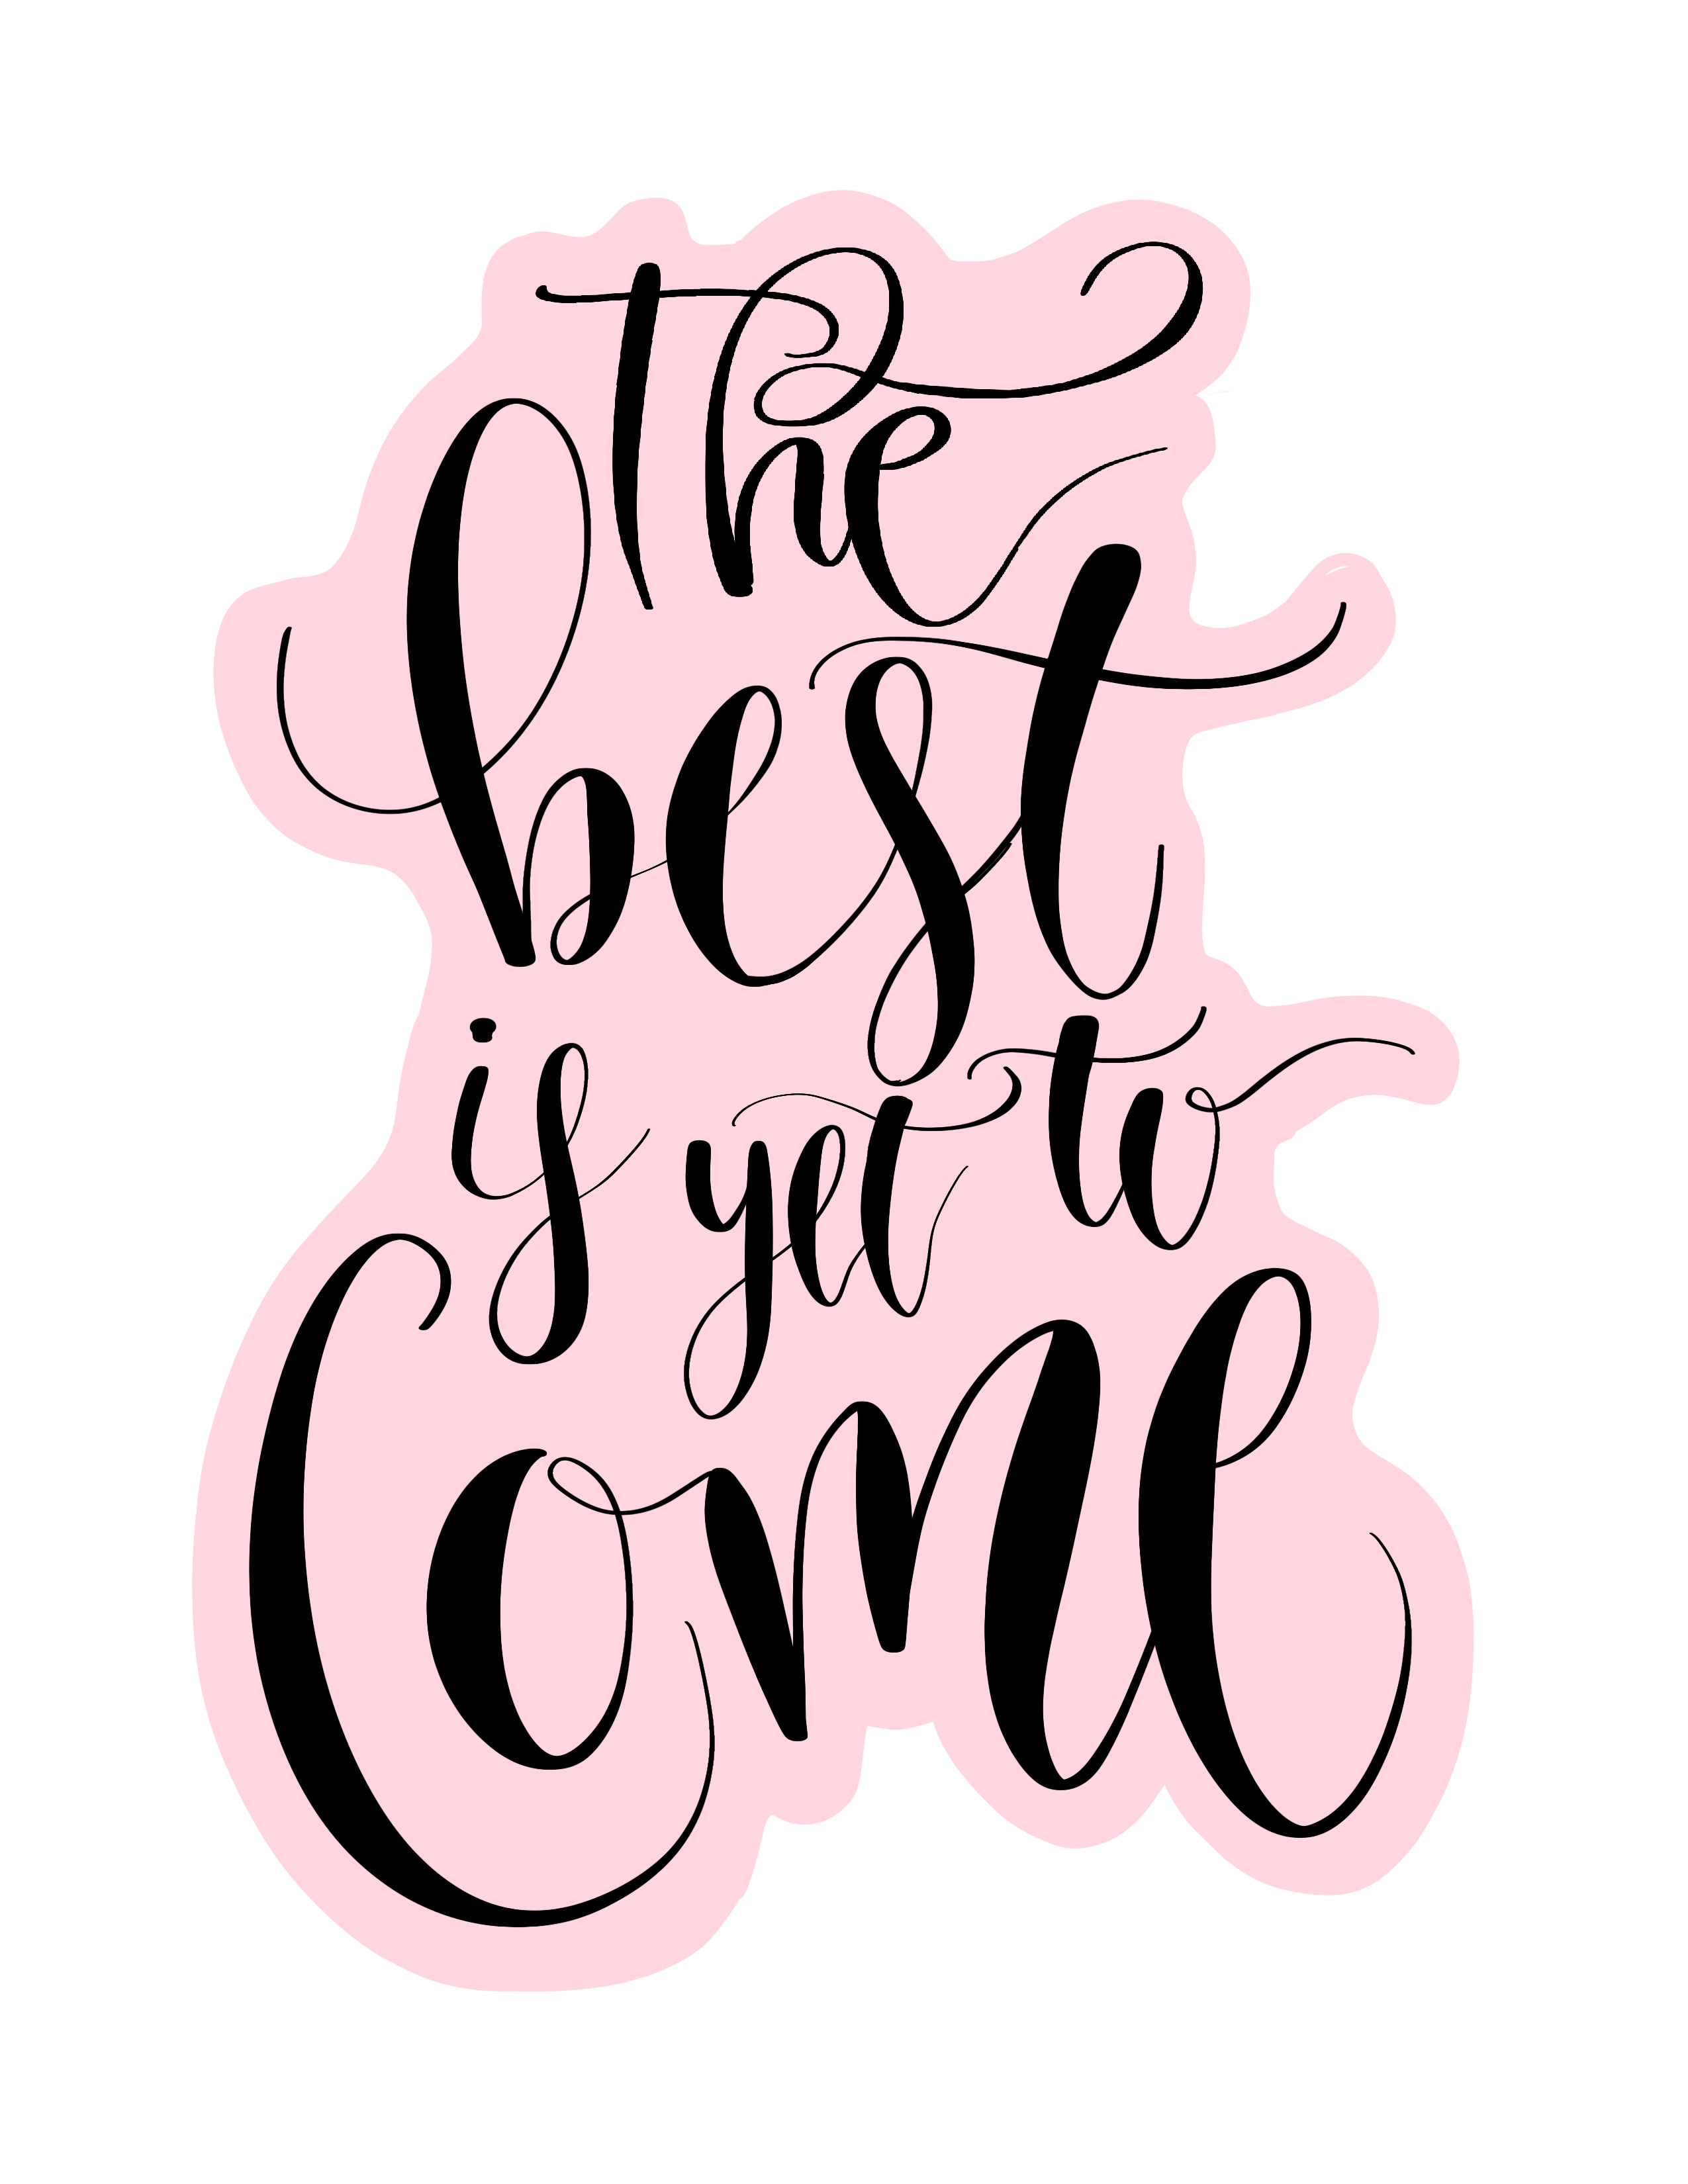 The
best
is yet to
Come